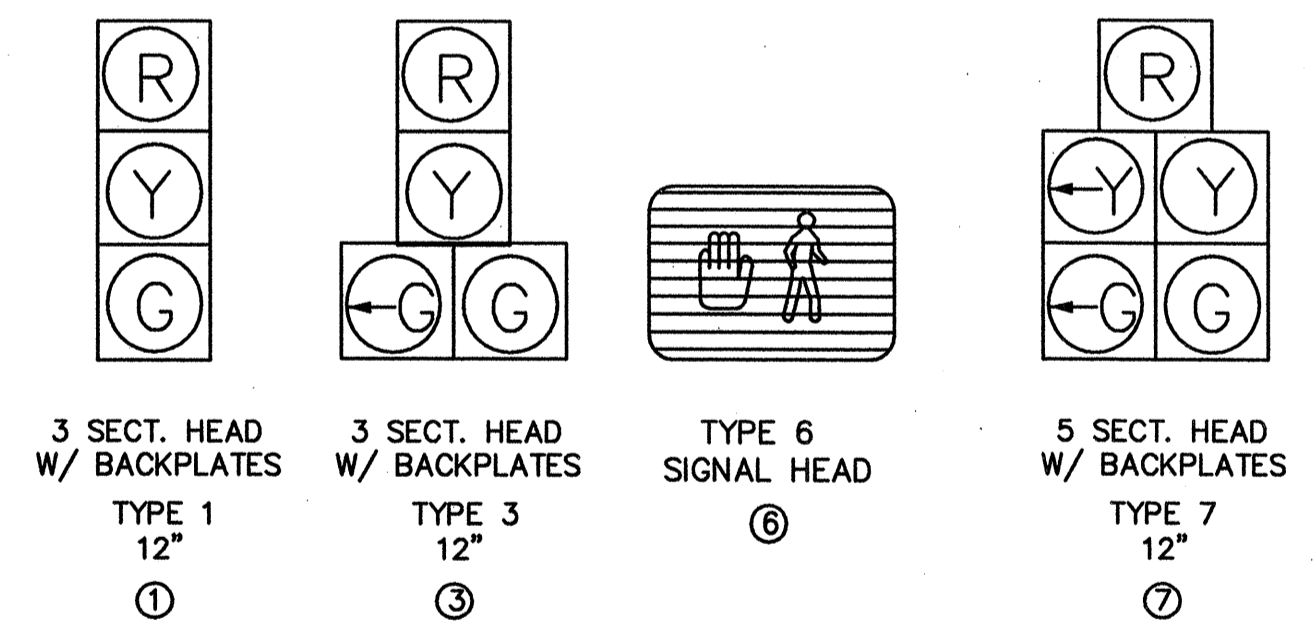 R
Y
G
3 SECT. HEAD
W/ BACKPLATES
TYPE 1
12”
1
R
Y
G G
3 SECT. HEAD
W/ BACKPLATES
TYPE 3
12”
3
TYPE 6
SIGNAL HEAD
6
R
Y Y
G G
5 SECT. HEAD
W/ BACKPLATES
TYPE 7
12”
7